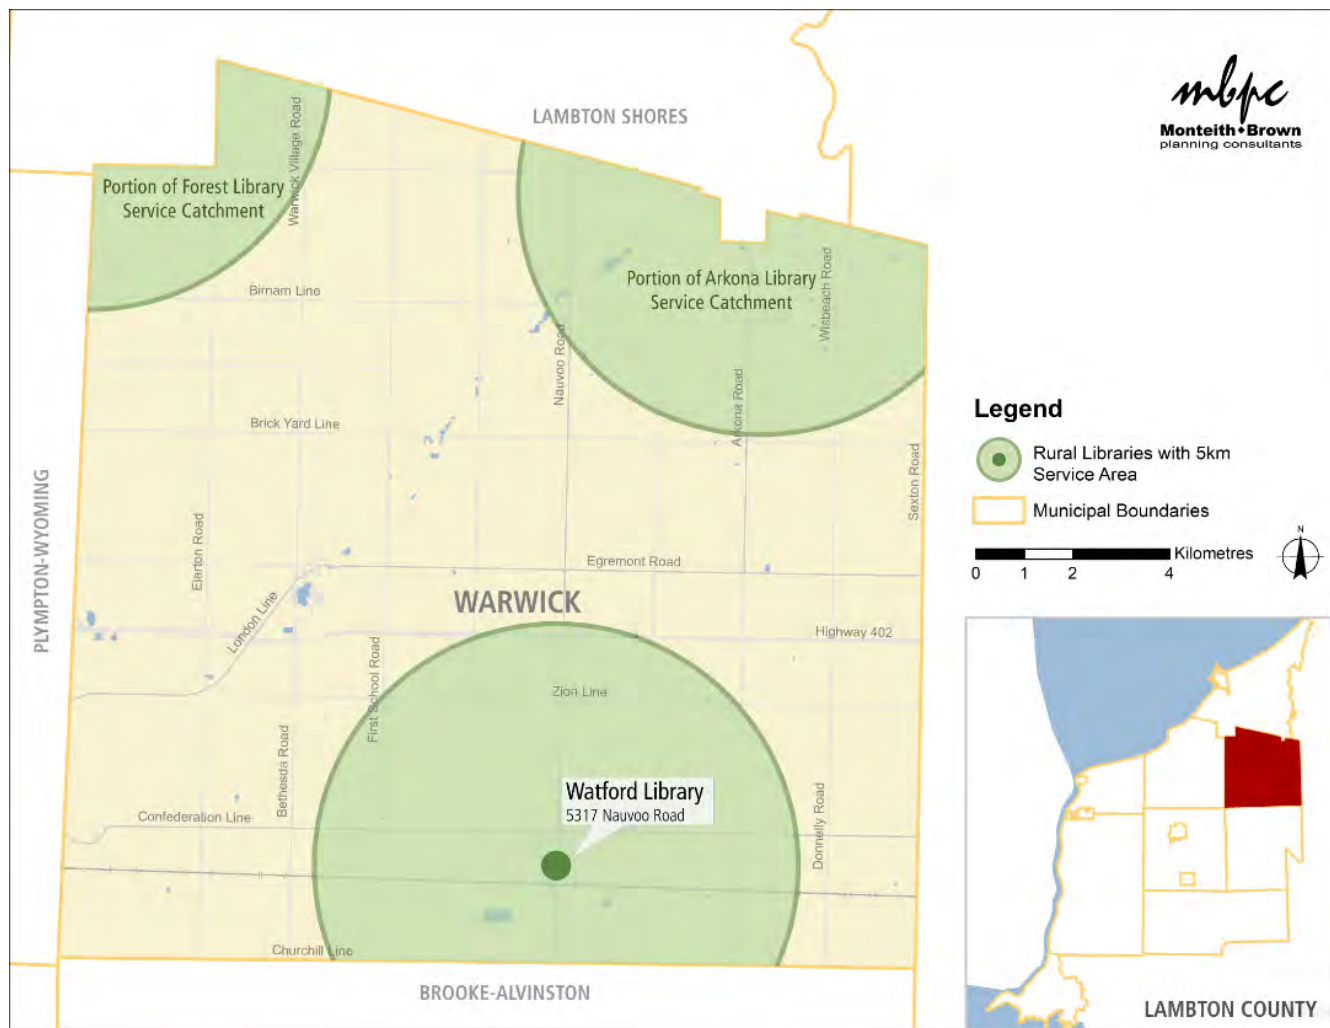 LAMBTON SHORES
mbpc
Monteith♦Brown
planning consultants
Warwick Village Road
Portion of Forest Library
Service Catchment
Portion of Arkona Library
Service Catchment
Wisbeach Road
Birnam Line
Nauvoo Road
Arkona Road
Brick Yard Line
Sexton Road
Legend
Rural Libraries with 5km
Service Area
Municipal Boundaries
Kilometres
0 1 2 4
N
PLYMPTON-WYOMING
Elarton Road
Egremont Road
London Line
WARWICK
Highway 402
First School Road
Zion Line
Bethesda Road
Watford Library
5317 Nauvoo Road
Confederation Line
Donnelly Road
Churchill Line
BROOKE-ALVINSTON
LAMBTON COUNTY